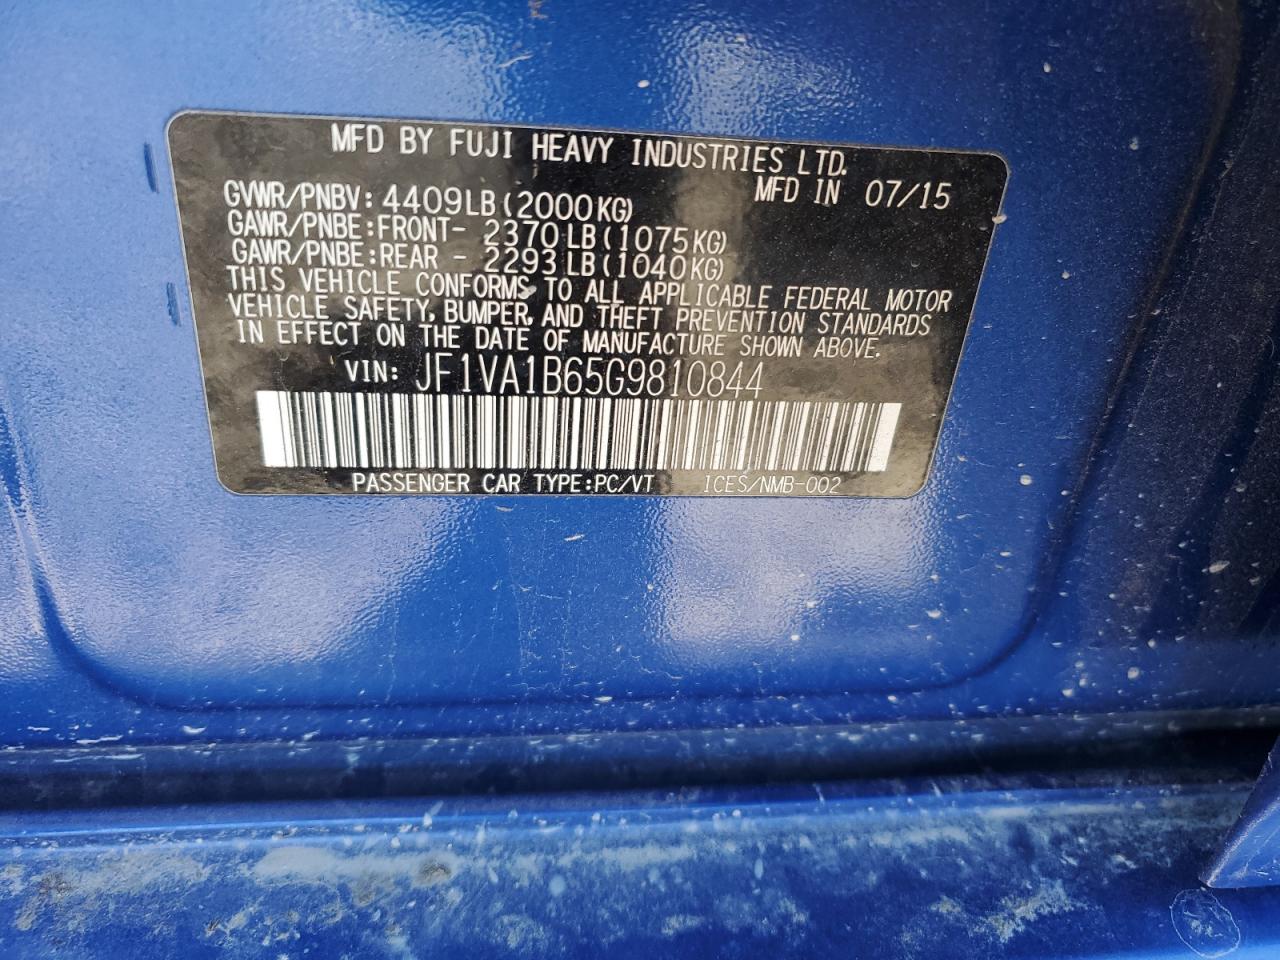 MFD BY FUJI HEAVY INDUSTRIES LTD.
MFD IN 07/15
GVWR/PNBV: 4409LB(2000KG)
GAWR/PNBE:FRONT- 2370LB(1075KG)
GAWR/PNBE:REAR - 2293LB(1040KG)
THIS VEHICLE CONFORMS TO ALL APPLICABLE FEDERAL MOTOR
VEHICLE SAFETY, BUMPER, AND THEFT PREVENTION STANDARDS
IN EFFECT ON THE DATE OF MANUFACTURE SHOWN ABOVE.
VIN: JF1VA1B65G9810844
PASSENGER CAR TYPE:PC/VT ICES/NMB-002